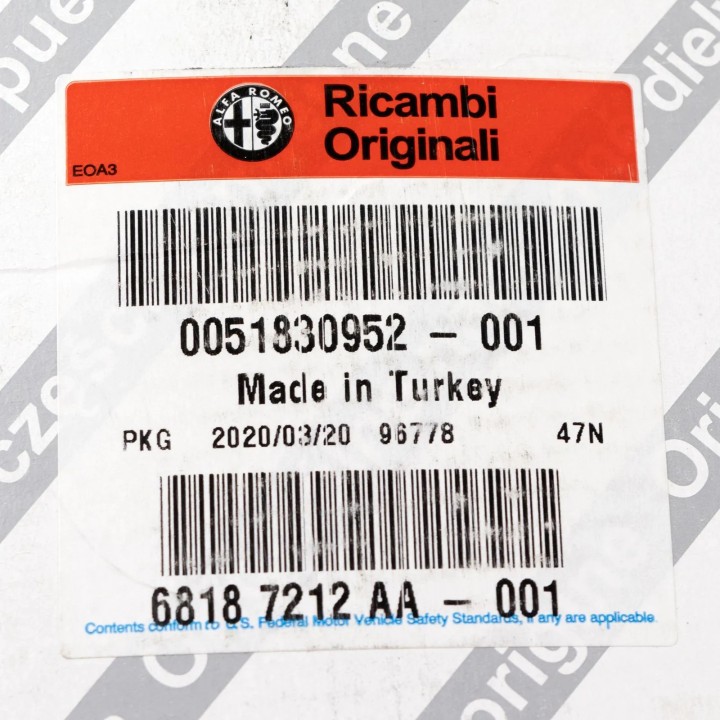 ALFA ROMEO
Ricambi
Originali
EOA3
0051830952 - 001
Made in Turkey
PKG 2020/03/20 96778 47N
6818 7212 AA - 001
Contents conform to U.S. Federal Motor Vehicle Safety Standards, if any are applicable.